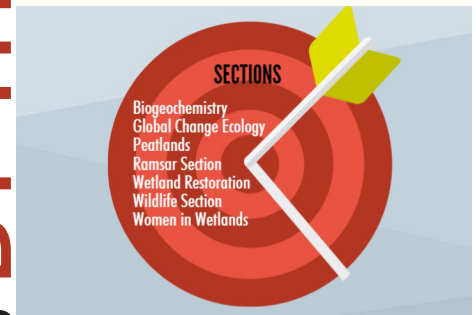 SECTIONS
Biogeochemistry
Global Change Ecology
Peatlands
Ramsar Section
Wetland Restoration
Wildlife Section
Women in Wetlands